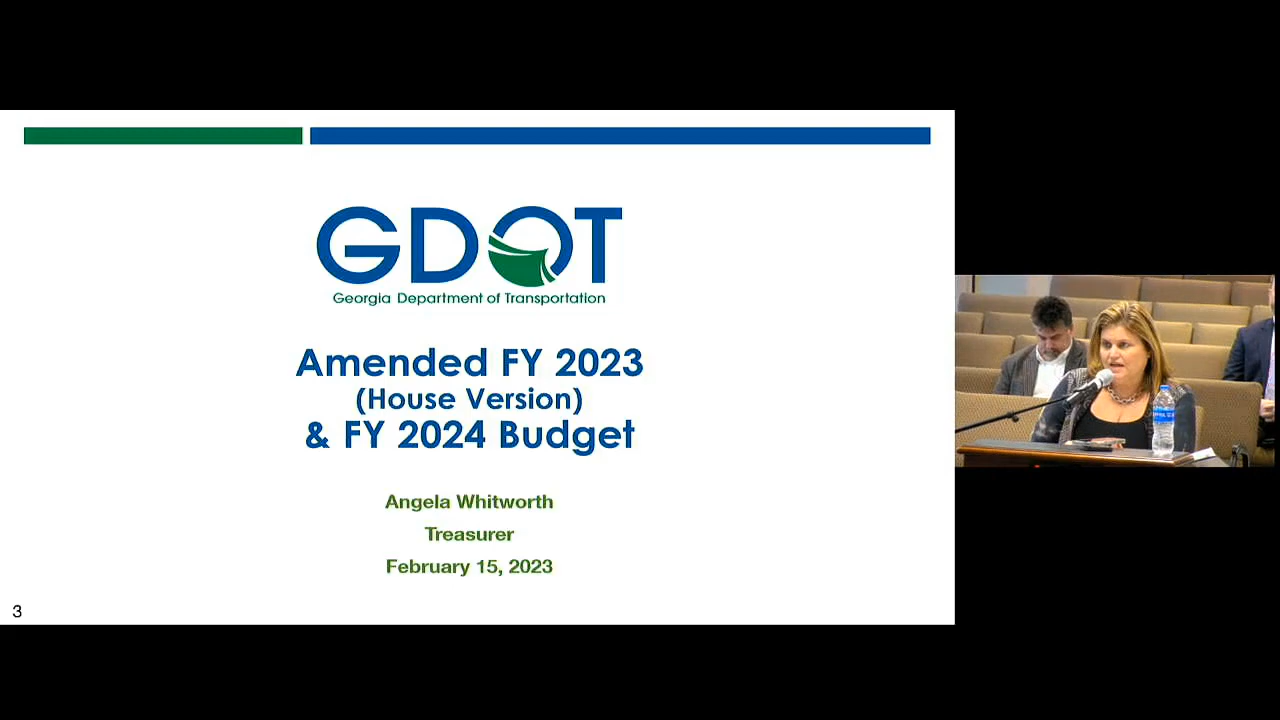 GDOT
Georgia Department of Transportation
Amended FY 2023
(House Version)
& FY 2024 Budget
Angela Whitworth
Treasurer
February 15, 2023
3